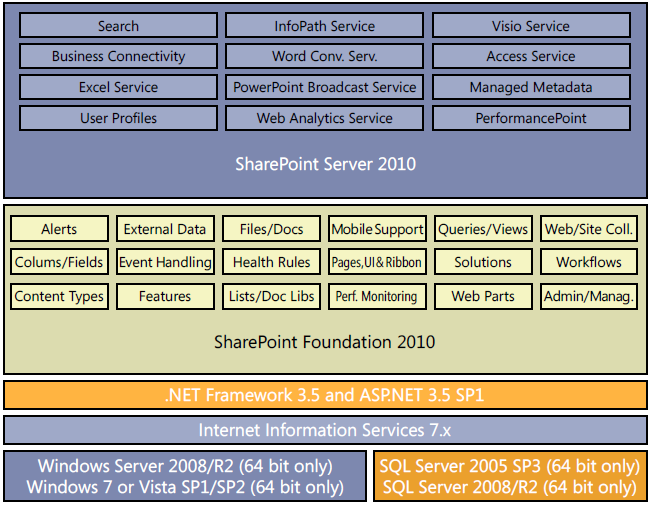 Search
InfoPath Service
Visio Service
Business Connectivity
Word Conv. Serv.
Access Service
Excel Service
PowerPoint Broadcast Service
Managed Metadata
User Profiles
Web Analytics Service
PerformancePoint
SharePoint Server 2010
Alerts
External Data
Files/Docs
Mobile Support
Queries/Views
Web/Site Coll.
Colums/Fields
Event Handling
Health Rules
Pages,UI & Ribbon
Solutions
Workflows
Content Types
Features
Lists/Doc Libs
Perf. Monitoring
Web Parts
Admin/Manag.
SharePoint Foundation 2010
.NET Framework 3.5 and ASP.NET 3.5 SP1
Internet Information Services 7.x
Windows Server 2008/R2 (64 bit only)
Windows 7 or Vista SP1/SP2 (64 bit only)
SQL Server 2005 SP3 (64 bit only)
SQL Server 2008/R2 (64 bit only)